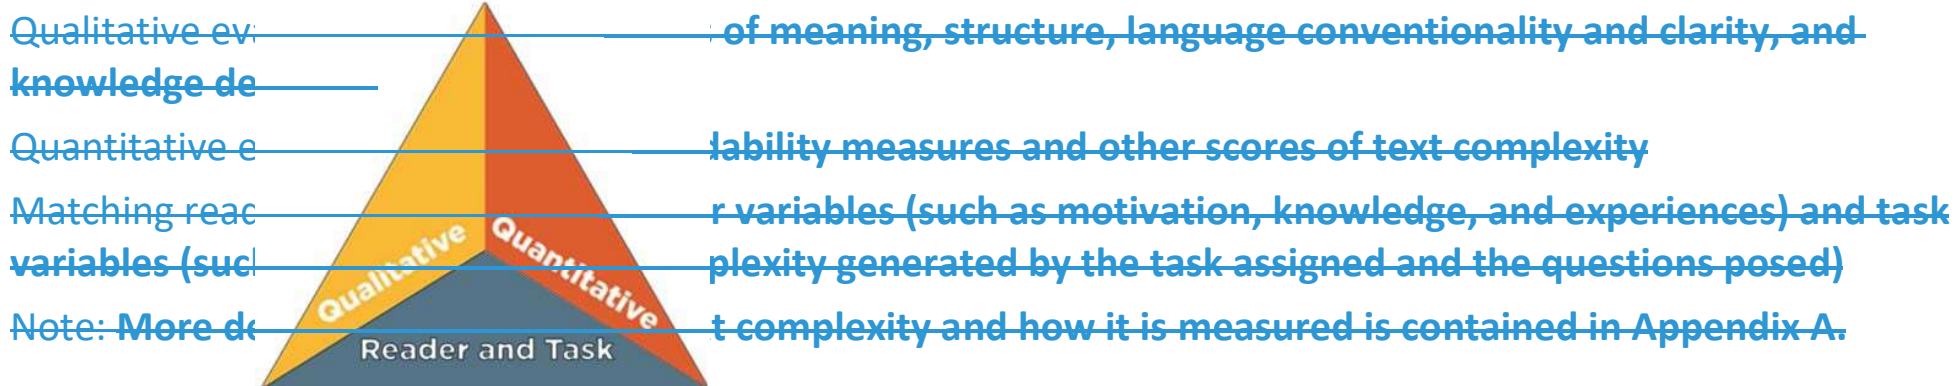 Qualitative ev of meaning, structure, language conventionality and clarity, and
knowledge de
Quantitative e dability measures and other scores of text complexity
Matching read r variables (such as motivation, knowledge, and experiences) and task
variables (such plexity generated by the task assigned and the questions posed)
Note: More de t complexity and how it is measured is contained in Appendix A.
Qualitative
Quantitative
Reader and Task